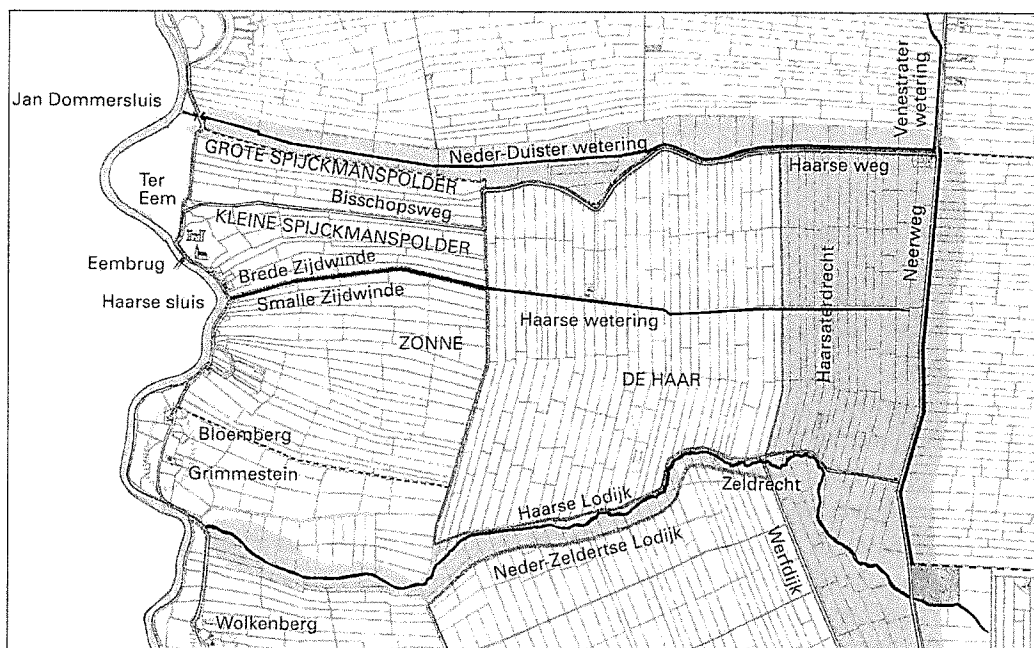 Jan Dommersluis
Venestrater
wetering
Neder-Duister wetering
GROTE SPIJCKMANSPOLDER
Haarse weg
Ter
Eem
Bisschopsweg
KLEINE SPIJCKMANSPOLDER
Neerweg
Eembrug
Brede Zijdwinde
Haarse sluis
Smalle Zijdwinde
Haarse wetering
Haarsaterdrecht
ZONNE
DE HAAR
Bloemberg
Grimmestein
Zeldrecht
Haarse Lodijk
Neder-Zeldertse Lodijk
Werfdijk
Wolkenberg